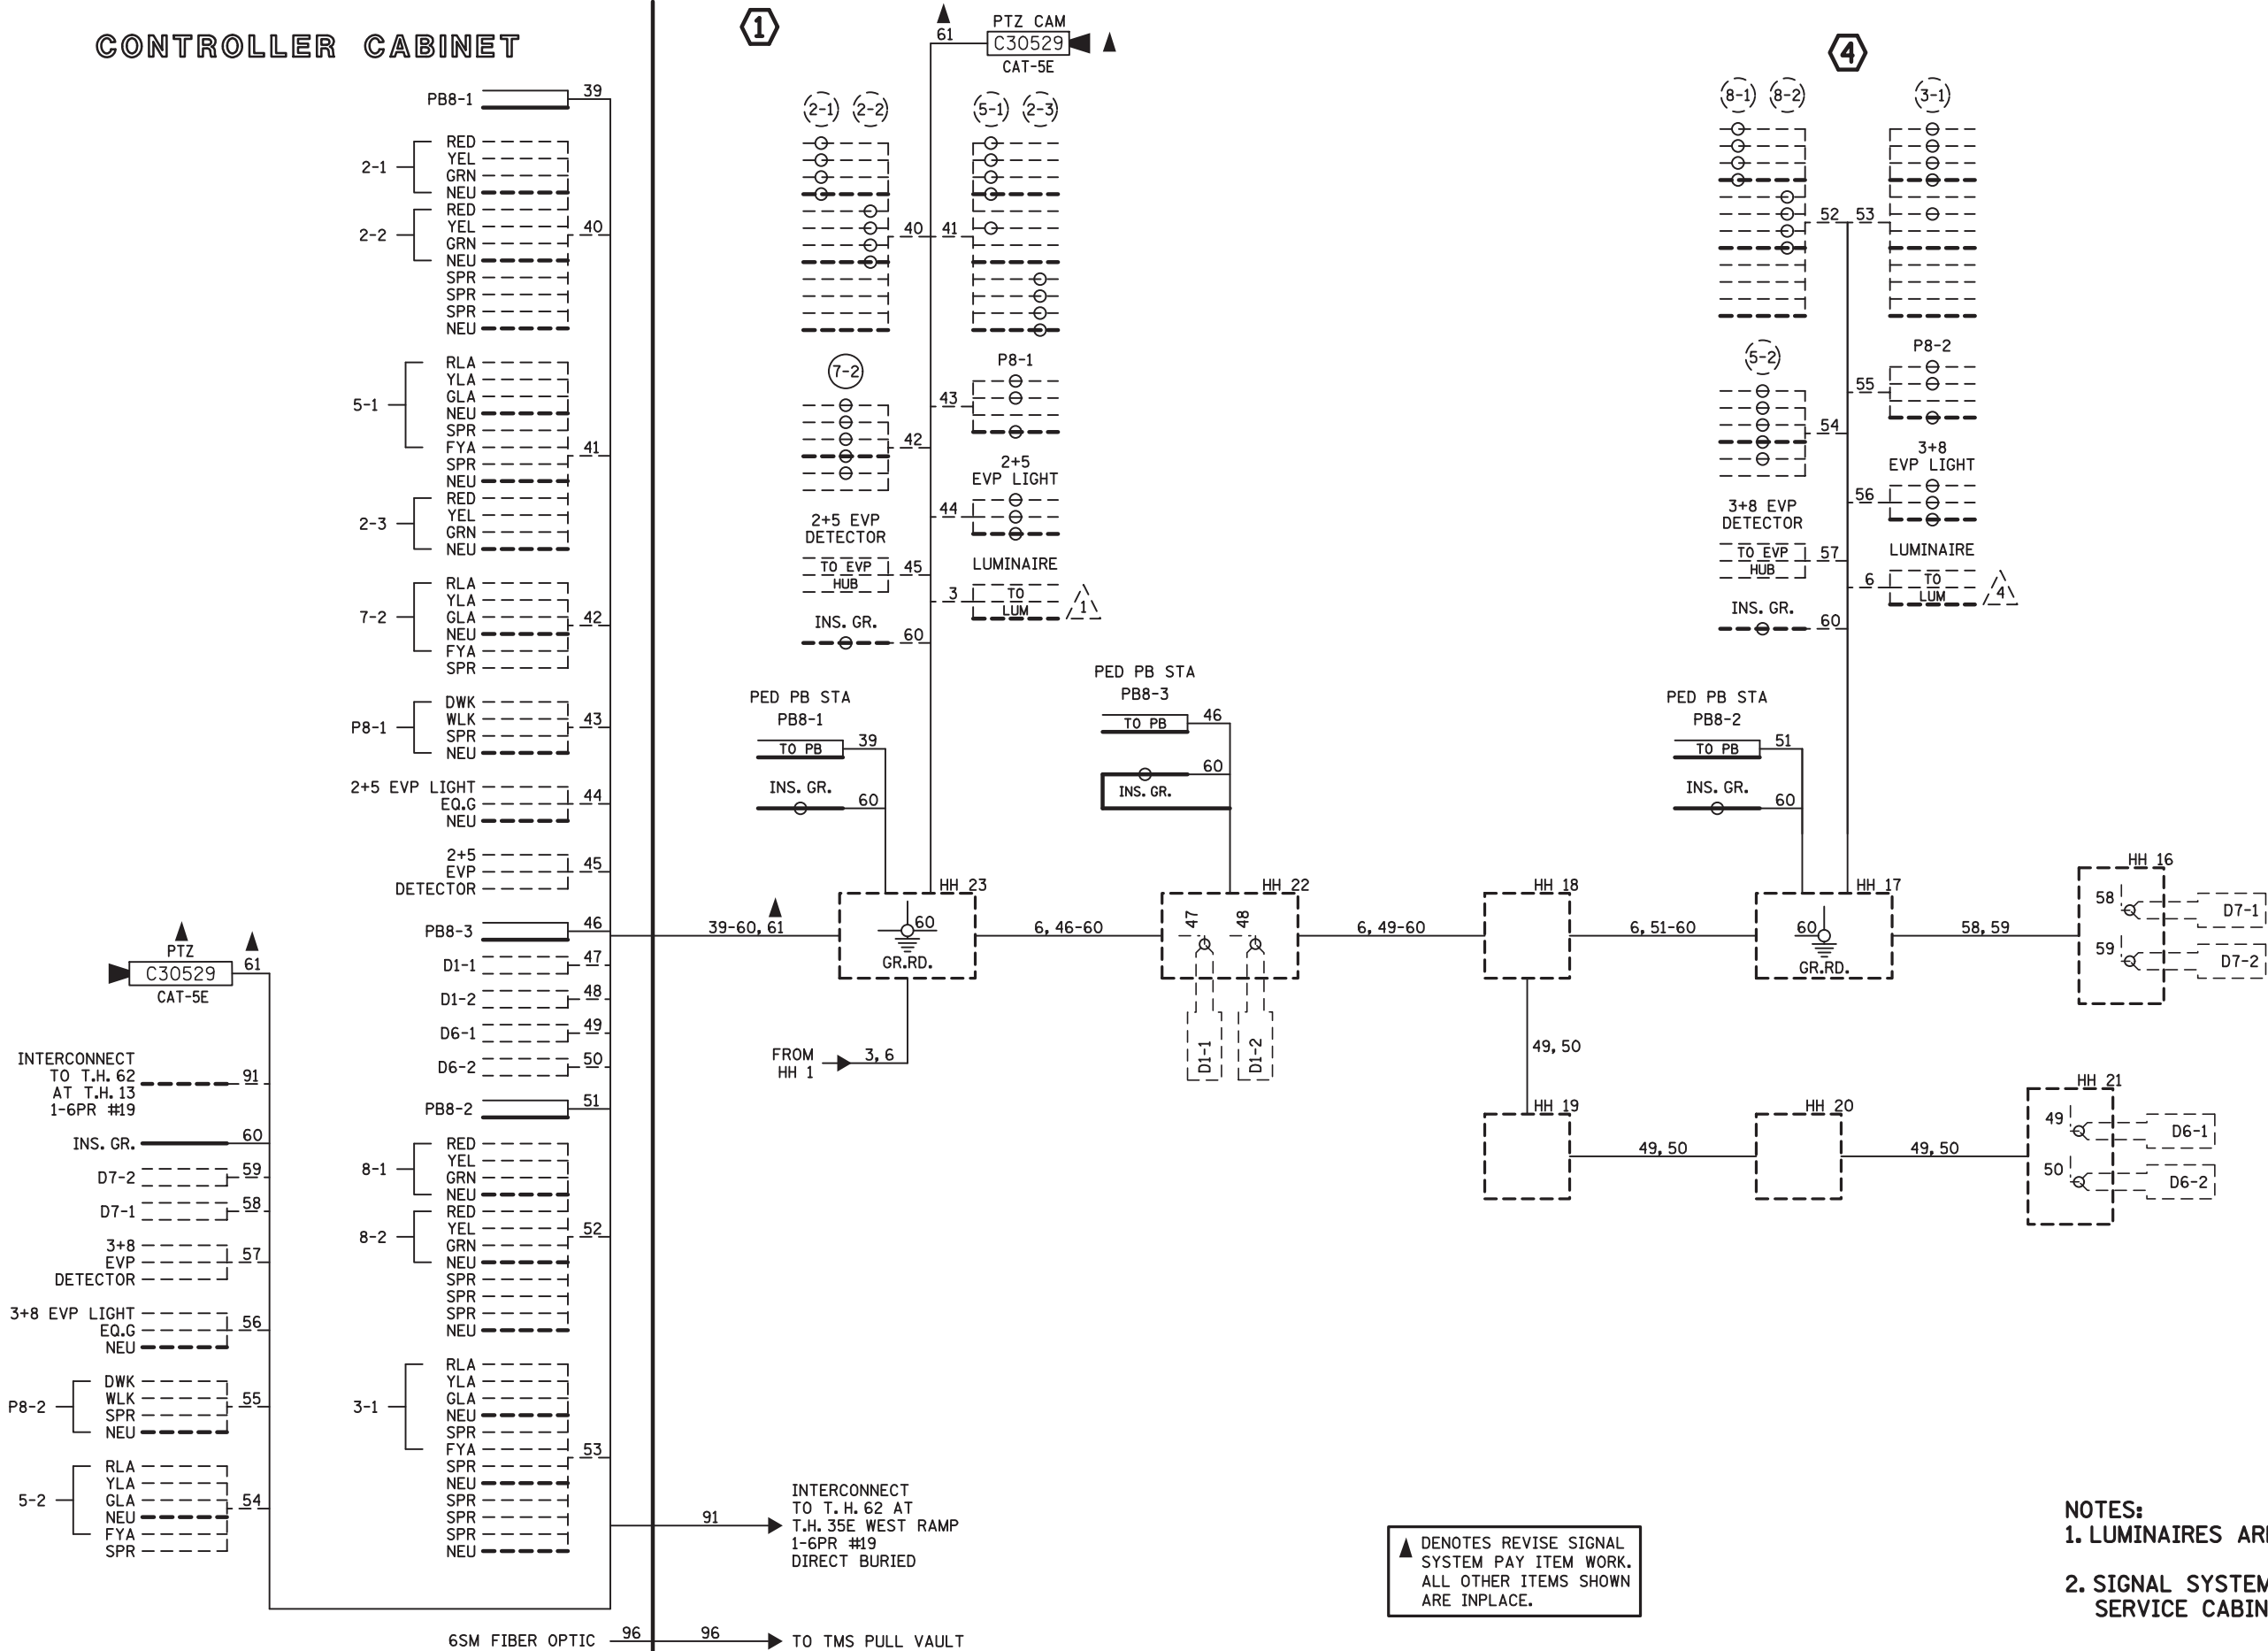 CONTROLLER CABINET
PB8-1
39
2-1
RED
YEL
GRN
NEU
2-2
RED
YEL
GRN
NEU
SPR
SPR
SPR
NEU
40
5-1
RLA
YLA
GLA
NEU
SPR
FYA
SPR
NEU
41
2-3
RED
YEL
GRN
NEU
7-2
RLA
YLA
GLA
NEU
FYA
SPR
42
P8-1
DWK
WLK
SPR
NEU
43
2+5 EVP LIGHT
EQ.G
NEU
44
2+5
EVP
DETECTOR
45
PB8-3
46
D1-1
47
D1-2
48
D6-1
49
D6-2
50
PB8-2
51
8-1
RED
YEL
GRN
NEU
8-2
RED
YEL
GRN
NEU
SPR
SPR
SPR
NEU
52
3-1
RLA
YLA
GLA
NEU
SPR
FYA
SPR
NEU
SPR
SPR
SPR
NEU
53
PTZ
C30529
61
CAT-5E
INTERCONNECT
TO T.H. 62
AT T.H. 13
1-6PR #19
91
INS. GR.
60
D7-2
59
D7-1
58
3+8
EVP
DETECTOR
57
3+8 EVP LIGHT
EQ.G
NEU
56
P8-2
DWK
WLK
SPR
NEU
55
5-2
RLA
YLA
GLA
NEU
FYA
SPR
54
6SM FIBER OPTIC
96
96
TO TMS PULL VAULT
91
INTERCONNECT
TO T. H. 62 AT
T.H. 35E WEST RAMP
1-6PR #19
DIRECT BURIED
1
61
PTZ CAM
C30529
CAT-5E
2-1
2-2
5-1
2-3
40
41
7-2
42
P8-1
43
2+5
EVP LIGHT
44
2+5 EVP
DETECTOR
TO EVP
HUB
45
LUMINAIRE
3
TO
LUM
1
INS. GR.
60
PED PB STA
PB8-1
TO PB
39
INS. GR.
60
PED PB STA
PB8-3
TO PB
46
60
INS. GR.
39-60, 61
HH 23
60
GR.RD.
FROM
HH 1
3, 6
6, 46-60
HH 22
47
48
D1-1
D1-2
6, 49-60
HH 18
6, 51-60
49, 50
HH 19
49, 50
HH 20
49, 50
HH 21
49
D6-1
50
D6-2
4
8-1
8-2
3-1
52
53
5-2
54
P8-2
55
3+8
EVP LIGHT
56
3+8 EVP
DETECTOR
TO EVP
HUB
57
LUMINAIRE
6
TO
LUM
4
INS. GR.
60
PED PB STA
PB8-2
TO PB
51
INS. GR.
60
HH 17
60
GR.RD.
58, 59
HH 16
58
D7-1
59
D7-2
DENOTES REVISE SIGNAL
SYSTEM PAY ITEM WORK.
ALL OTHER ITEMS SHOWN
ARE INPLACE.
NOTES:
1. LUMINAIRES
2. SIGNAL SYSTEM
SERVICE